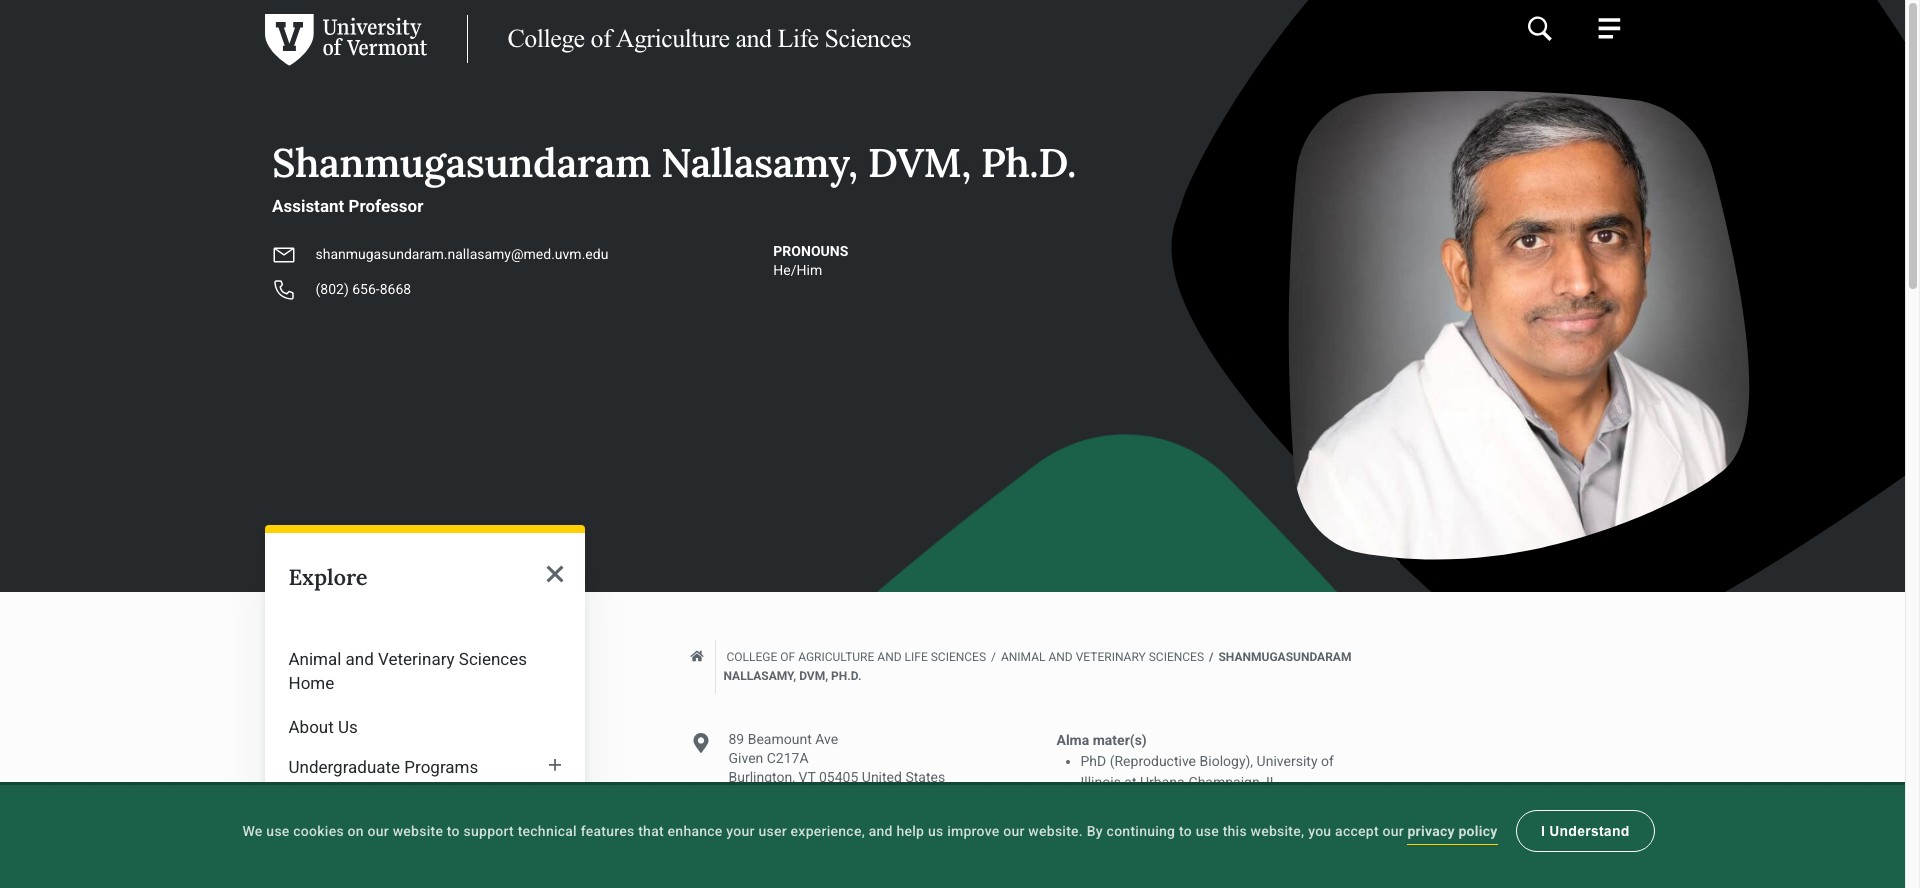 University
of Vermont
College of Agriculture and Life Sciences
Shanmugasundaram Nallasamy, DVM, Ph.D.
Assistant Professor
shanmugasundaram.nallasamy@med.uvm.edu
(802) 656-8668
PRONOUNS
He/Him
Explore
Animal and Veterinary Sciences
Home
About Us
Undergraduate Programs
COLLEGE OF AGRICULTURE AND LIFE SCIENCES / ANIMAL AND VETERINARY SCIENCES / SHANMUGASUNDARAM
NALLASAMY, DVM, PH.D.
89 Beamount Ave
Given C217A
Burlington, VT 05405 United States
Alma mater(s)
• PhD (Reproductive Biology), University of
Illinois at Urbana-Champaign, IL
We use cookies on our website to support technical features that enhance your user experience, and help us improve our website. By continuing to use this website, you accept our privacy policy
I Understand